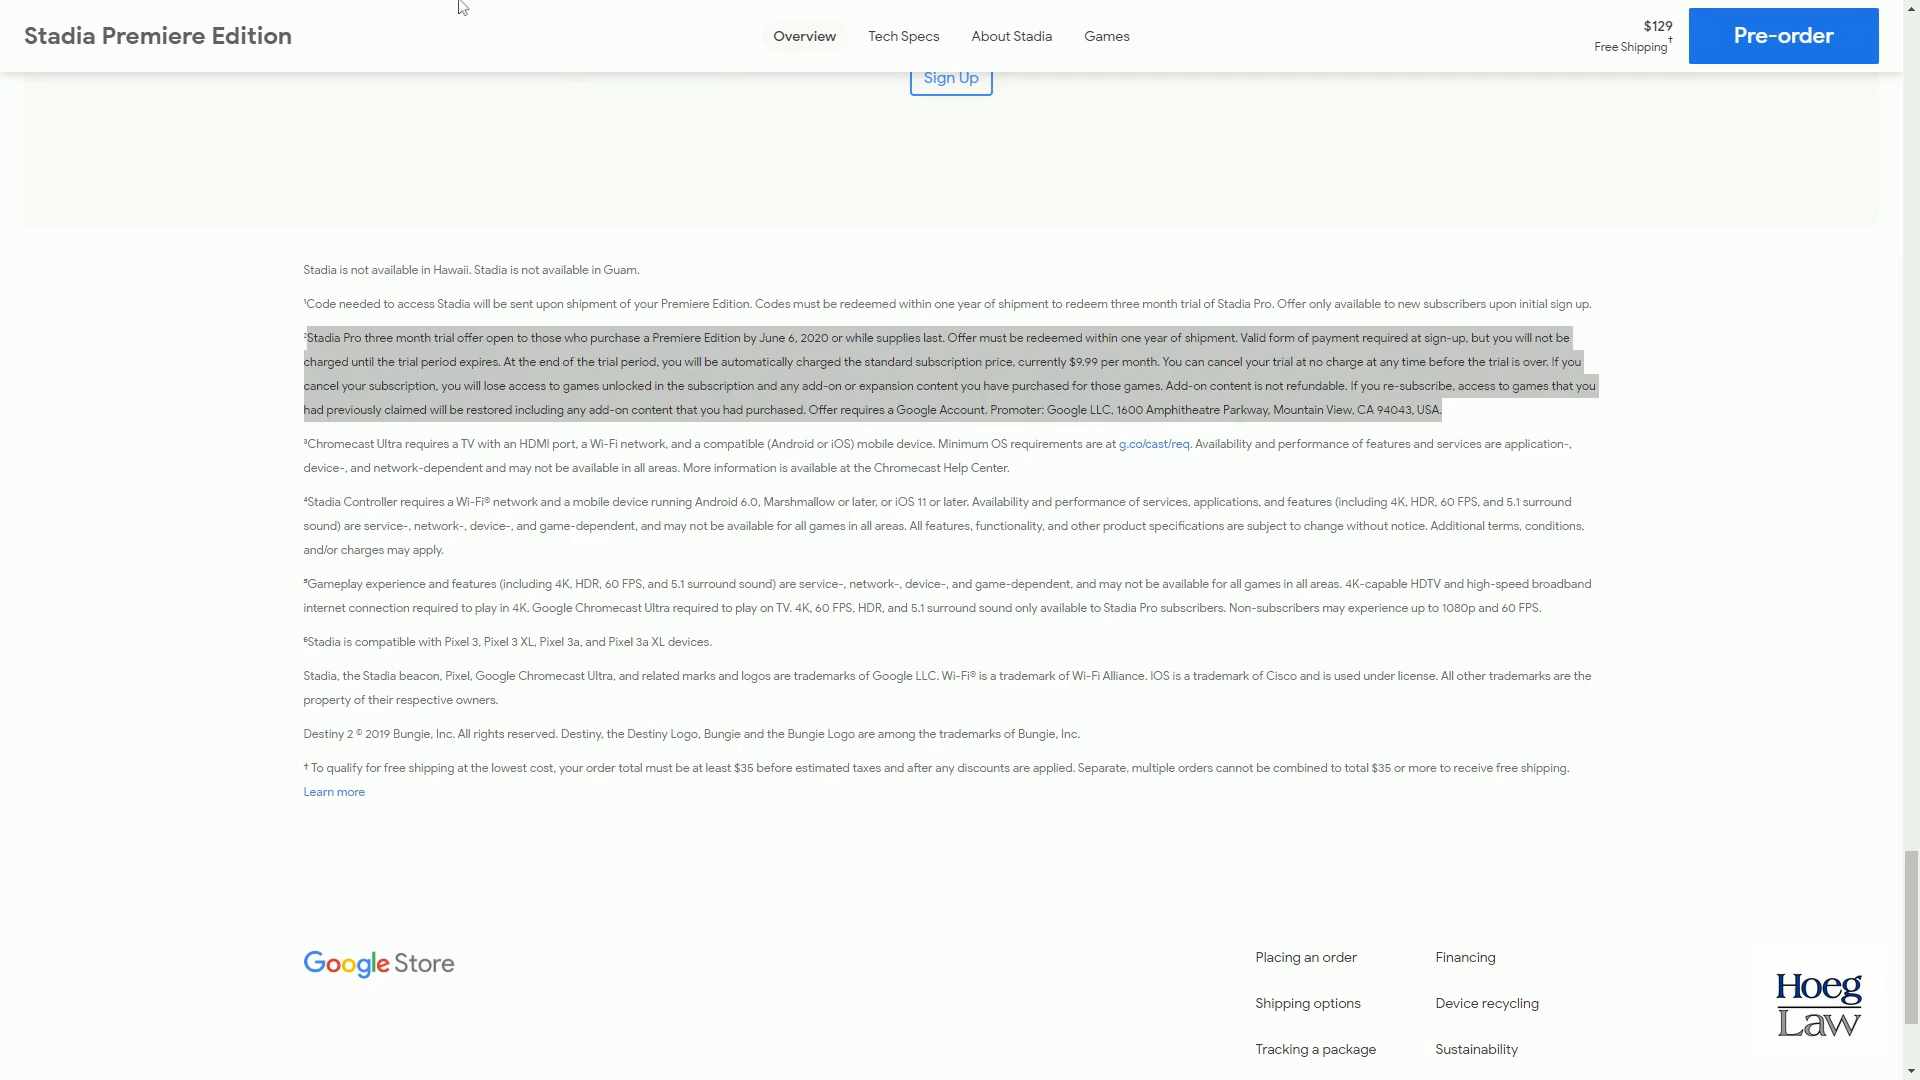 Stadia Premiere Edition
Overview
Tech Specs
About Stadia
Games
$129
Free Shipping†
Pre-order
Sign Up
Stadia is not available in Hawaii. Stadia is not available in Guam.
¹Code needed to access Stadia will be sent upon shipment of your Premiere Edition. Codes must be redeemed within one year of shipment to redeem three month trial of Stadia Pro. Offer only available to new subscribers upon initial sign up.
²Stadia Pro three month trial offer open to those who purchase a Premiere Edition by June 6, 2020 or while supplies last. Offer must be redeemed within one year of shipment. Valid form of payment required at sign-up, but you will not be
charged until the trial period expires. At the end of the trial period, you will be automatically charged the standard subscription price, currently $9.99 per month. You can cancel your trial at no charge at any time before the trial is over. If you
cancel your subscription, you will lose access to games unlocked in the subscription and any add-on or expansion content you have purchased for those games. Add-on content is not refundable. If you re-subscribe, access to games that you
had previously claimed will be restored including any add-on content that you had purchased. Offer requires a Google Account. Promoter: Google LLC, 1600 Amphitheatre Parkway, Mountain View, CA 94043, USA.
³Chromecast Ultra requires a TV with an HDMI port, a Wi-Fi network, and a compatible (Android or iOS) mobile device. Minimum OS requirements are at g.co/cast/req. Availability and performance of features and services are application-,
device-, and network-dependent and may not be available in all areas. More information is available at the Chromecast Help Center.
⁴Stadia Controller requires a Wi-Fi® network and a mobile device running Android 6.0, Marshmallow or later, or iOS 11 or later. Availability and performance of services, applications, and features (including 4K, HDR, 60 FPS, and 5.1 surround
sound) are service-, network-, device-, and game-dependent, and may not be available for all games in all areas. All features, functionality, and other product specifications are subject to change without notice. Additional terms, conditions,
and/or charges may apply.
⁵Gameplay experience and features (including 4K, HDR, 60 FPS, and 5.1 surround sound) are service-, network-, device-, and game-dependent, and may not be available for all games in all areas. 4K-capable HDTV and high-speed broadband
internet connection required to play in 4K. Google Chromecast Ultra required to play on TV. 4K, 60 FPS, HDR, and 5.1 surround sound only available to Stadia Pro subscribers. Non-subscribers may experience up to 1080p and 60 FPS.
⁶Stadia is compatible with Pixel 3, Pixel 3 XL, Pixel 3a, and Pixel 3a XL devices.
Stadia, the Stadia beacon, Pixel, Google Chromecast Ultra, and related marks and logos are trademarks of Google LLC. Wi-Fi® is a trademark of Wi-Fi Alliance. IOS is a trademark of Cisco and is used under license. All other trademarks are the
property of their respective owners.
Destiny 2 © 2019 Bungie, Inc. All rights reserved. Destiny, the Destiny Logo, Bungie and the Bungie Logo are among the trademarks of Bungie, Inc.
† To qualify for free shipping at the lowest cost, your order total must be at least $35 before estimated taxes and after any discounts are applied. Separate, multiple orders cannot be combined to total $35 or more to receive free shipping.
Learn more
Google Store
Placing an order
Financing
Shipping options
Device recycling
Tracking a package
Sustainability
Hoeg
Law